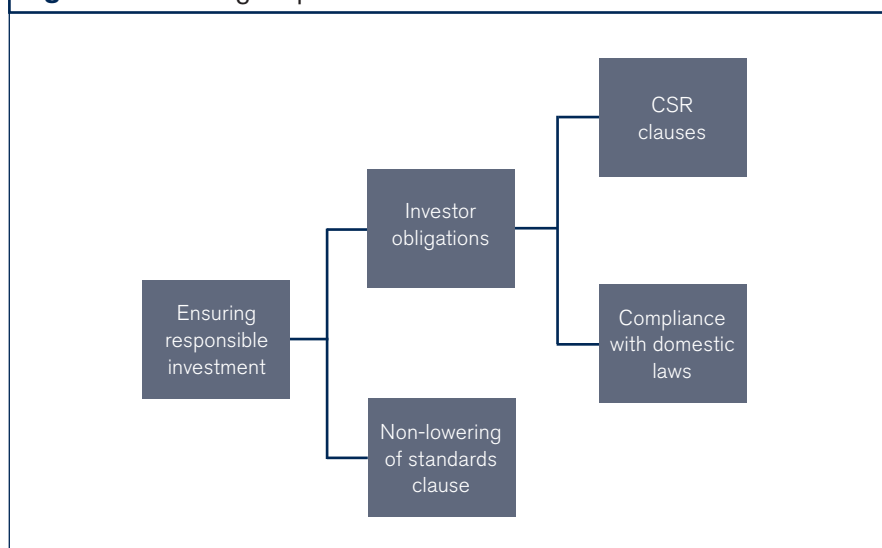 CSR
clauses
Investor
obligations
Ensuring
responsible
investment
Compliance
with domestic
laws
Non-lowering
of standards
clause